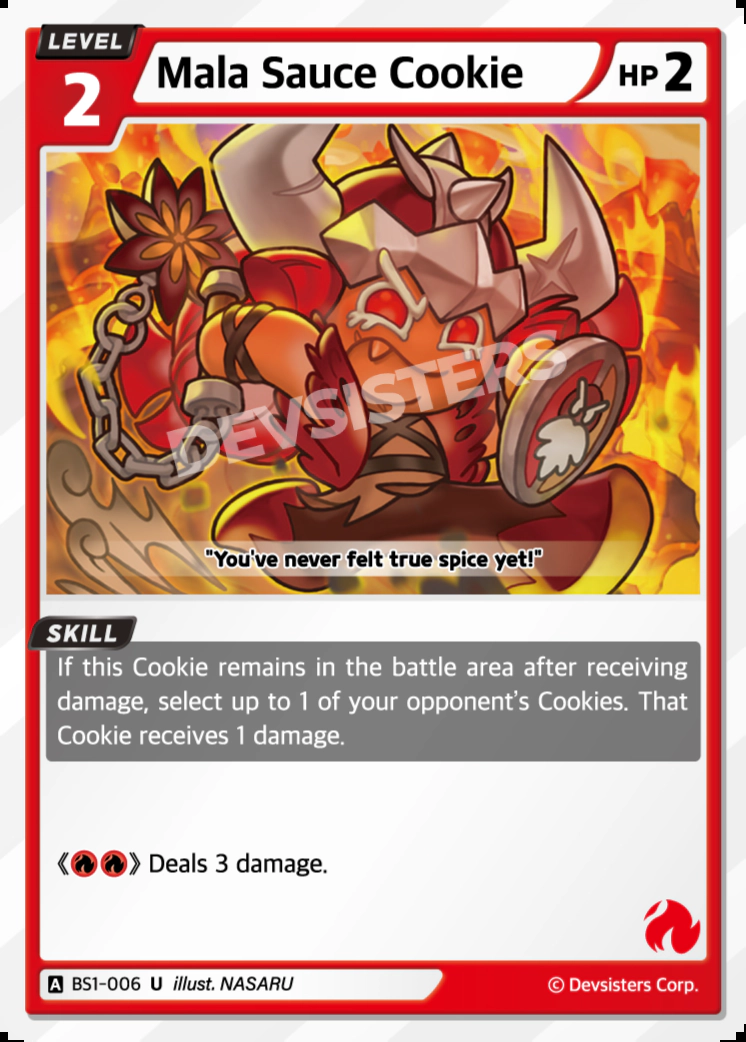 LEVEL
2
Mala Sauce Cookie
HP 2
DEVSISTERS
"You've never felt true spice yet!"
SKILL
If this Cookie remains in the battle area after receiving
damage, select up to 1 of your opponent's Cookies. That
Cookie receives 1 damage.
《》 Deals 3 damage.
A BS1-006 U illust. NASARU
© Devsisters Corp.